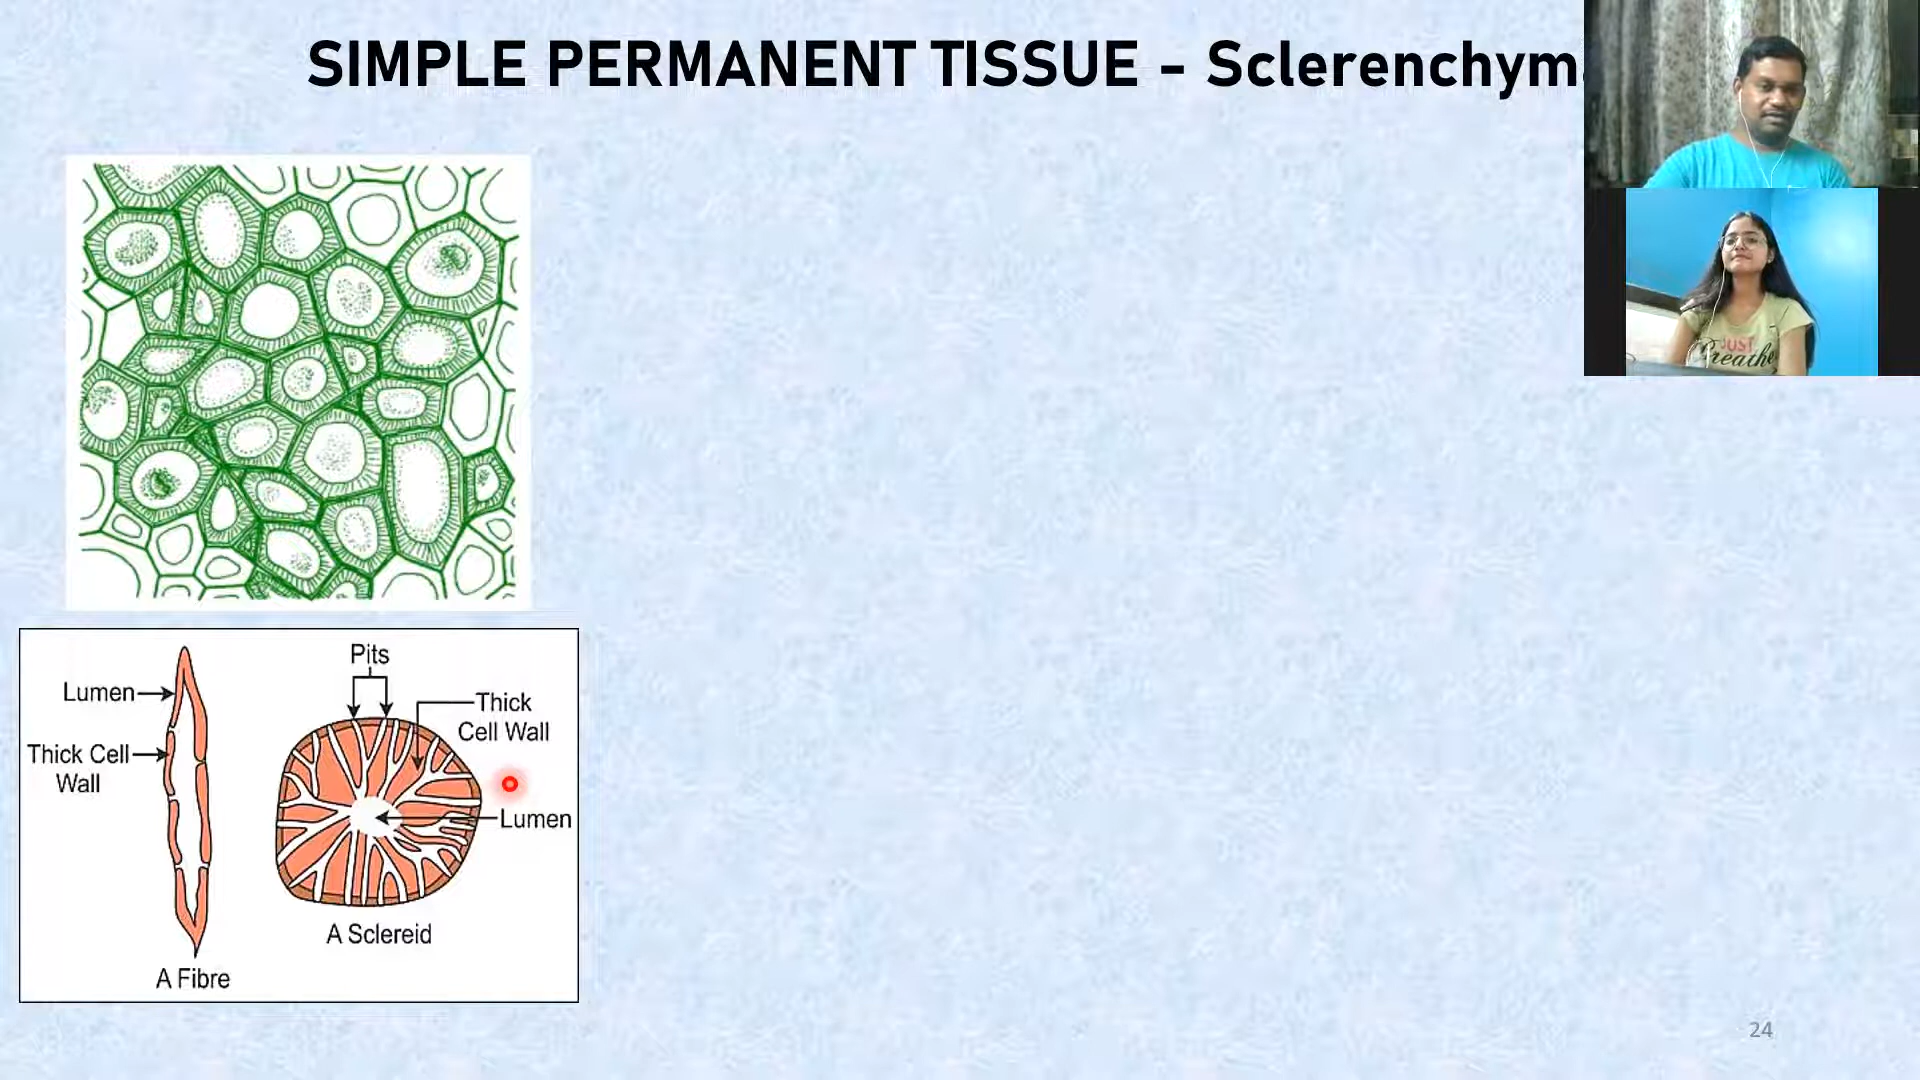 SIMPLE PERMANENT TISSUE - Sclerenchym
JUST
Breathe
Pits
Lumen
Thick
Cell Wall
Thick Cell
Wall
Lumen
A Sclereid
A Fibre
24